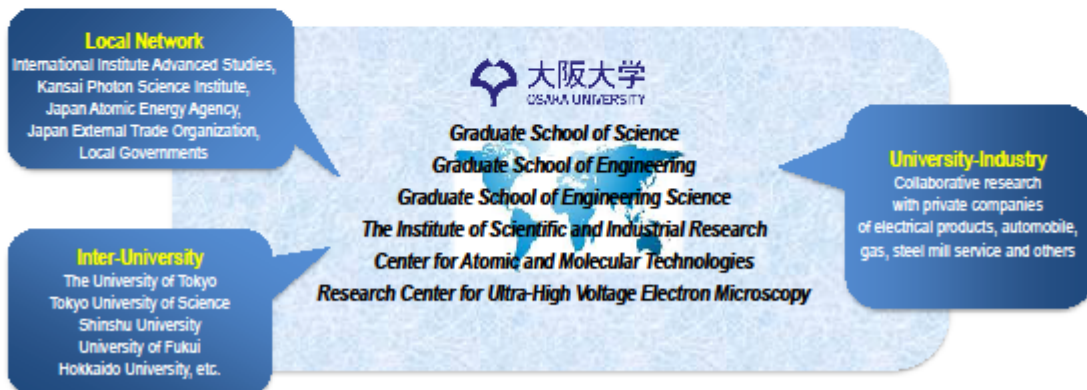 Local Network
International Institute Advanced Studies,
Kansai Photon Science Institute,
Japan Atomic Energy Agency,
Japan External Trade Organization,
Local Governments
大阪大学
OSAKA UNIVERSITY
Graduate School of Science
Graduate School of Engineering
Graduate School of Engineering Science
The Institute of Scientific and Industrial Research
Center for Atomic and Molecular Technologies
Research Center for Ultra-High Voltage Electron Microscopy
University-Industry
Collaborative research
with private companies
of electrical products, automobile,
gas, steel mill service and others
Inter-University
The University of Tokyo
Tokyo University of Science
Shinshu University
University of Fukui
Hokkaido University, etc.